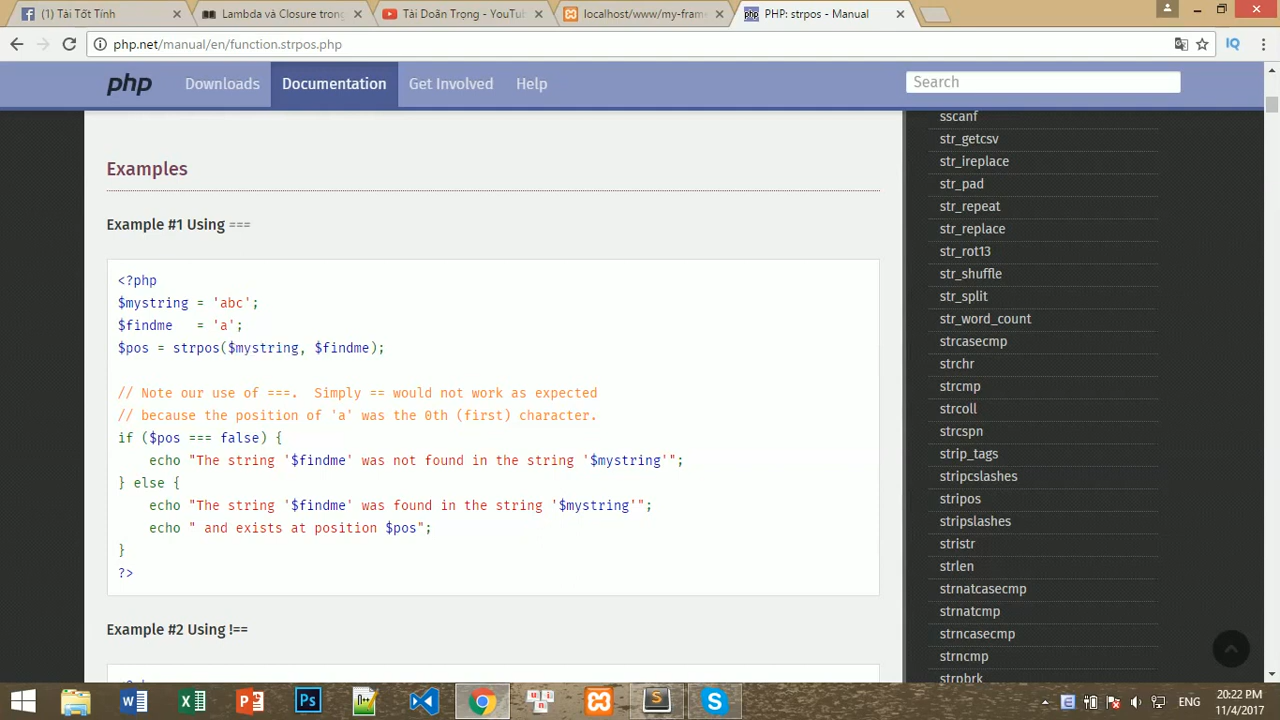 (1) Tài Tốt Tính
Lambda và Closure trong
Tài Doãn Trọng - YouTub
localhost/www/my-frame
PHP: strpos - Manual
php.net/manual/en/function.strpos.php
php
Downloads
Documentation
Get Involved
Help
Search
Examples
Example #1 Using ===
<?php
$mystring = 'abc';
$findme   = 'a';
$pos = strpos($mystring, $findme);
// Note our use of ===.  Simply == would not work as expected
// because the position of 'a' was the 0th (first) character.
if ($pos === false) {
    echo "The string '$findme' was not found in the string '$mystring'";
} else {
    echo "The string '$findme' was found in the string '$mystring'";
    echo " and exists at position $pos";
}
?>
Example #2 Using !==
sscanf
str_getcsv
str_ireplace
str_pad
str_repeat
str_replace
str_rot13
str_shuffle
str_split
str_word_count
strcasecmp
strchr
strcmp
strcoll
strcspn
strip_tags
stripcslashes
stripos
stripslashes
stristr
strlen
strnatcasecmp
strnatcmp
strncasecmp
strncmp
strpbrk
ENG
20:22 PM
11/4/2017